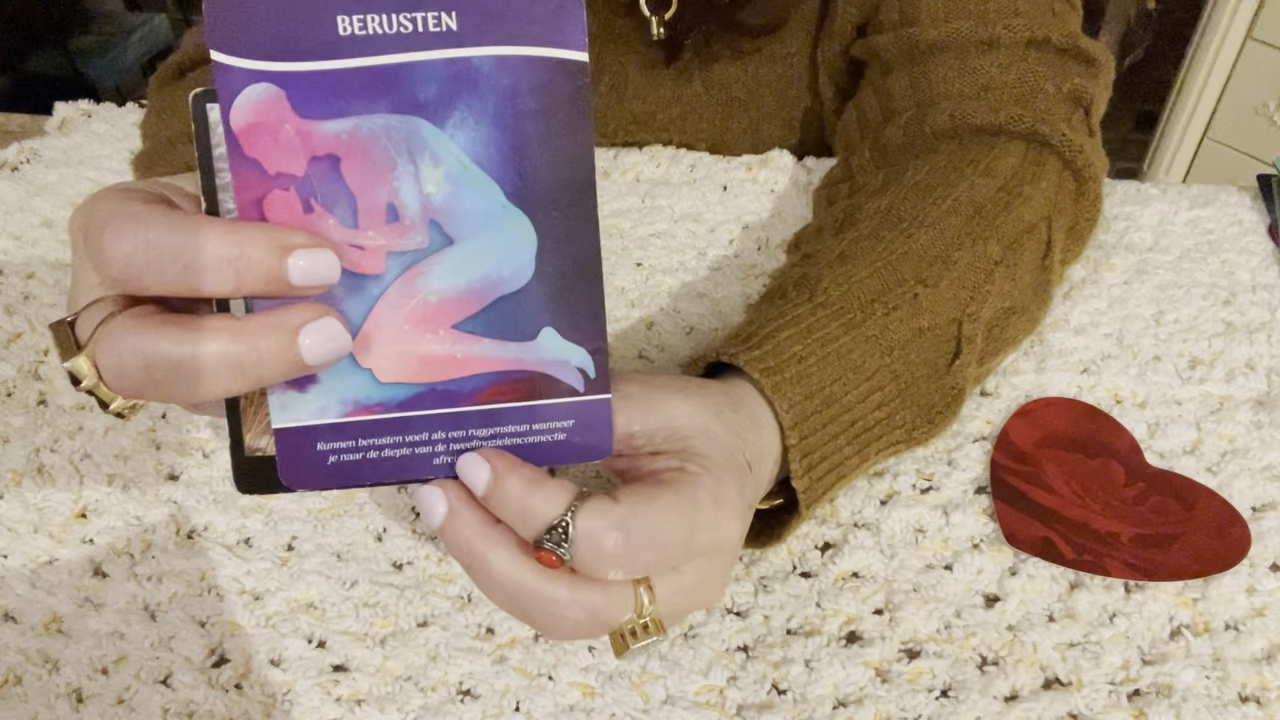 BERUSTEN
Kunnen berusten voelt als een ruggensteun wanneer
je naar de diepte van de tweelingzielenconnectie